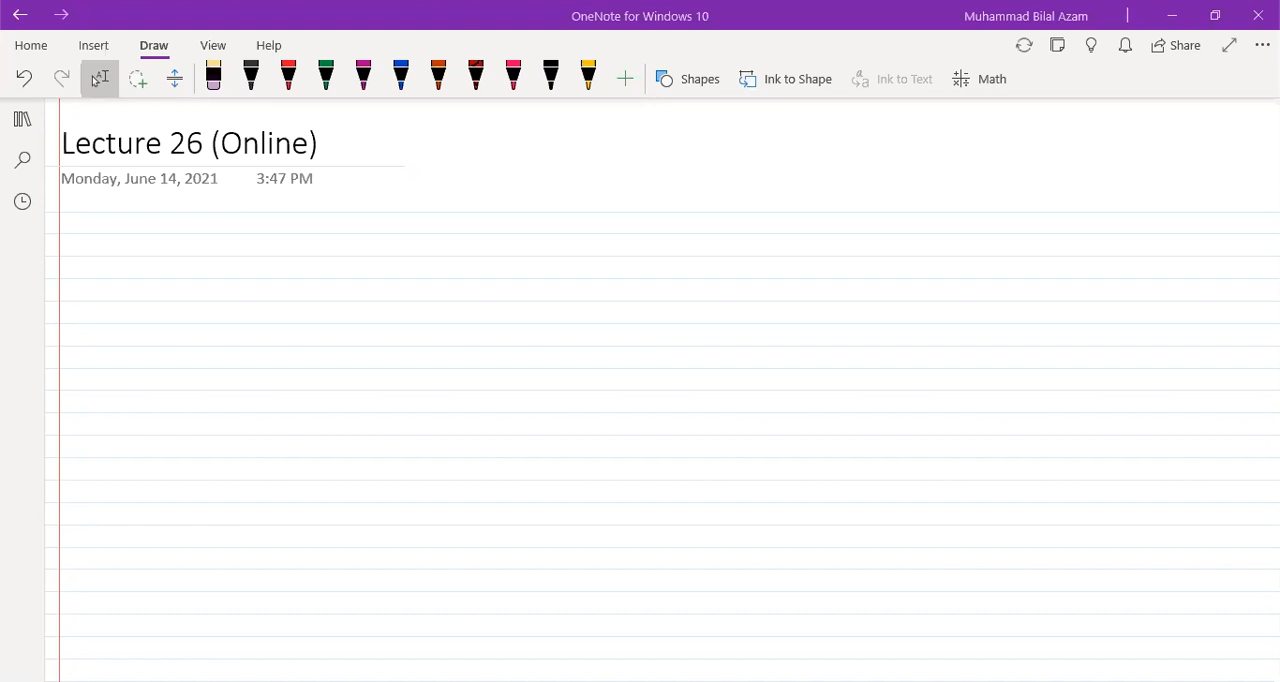 OneNote for Windows 10
Muhammad Bilal Azam
Home Insert Draw View Help
Share
Shapes Ink to Shape Ink to Text Math
Lecture 26 (Online)
Monday, June 14, 2021 3:47 PM